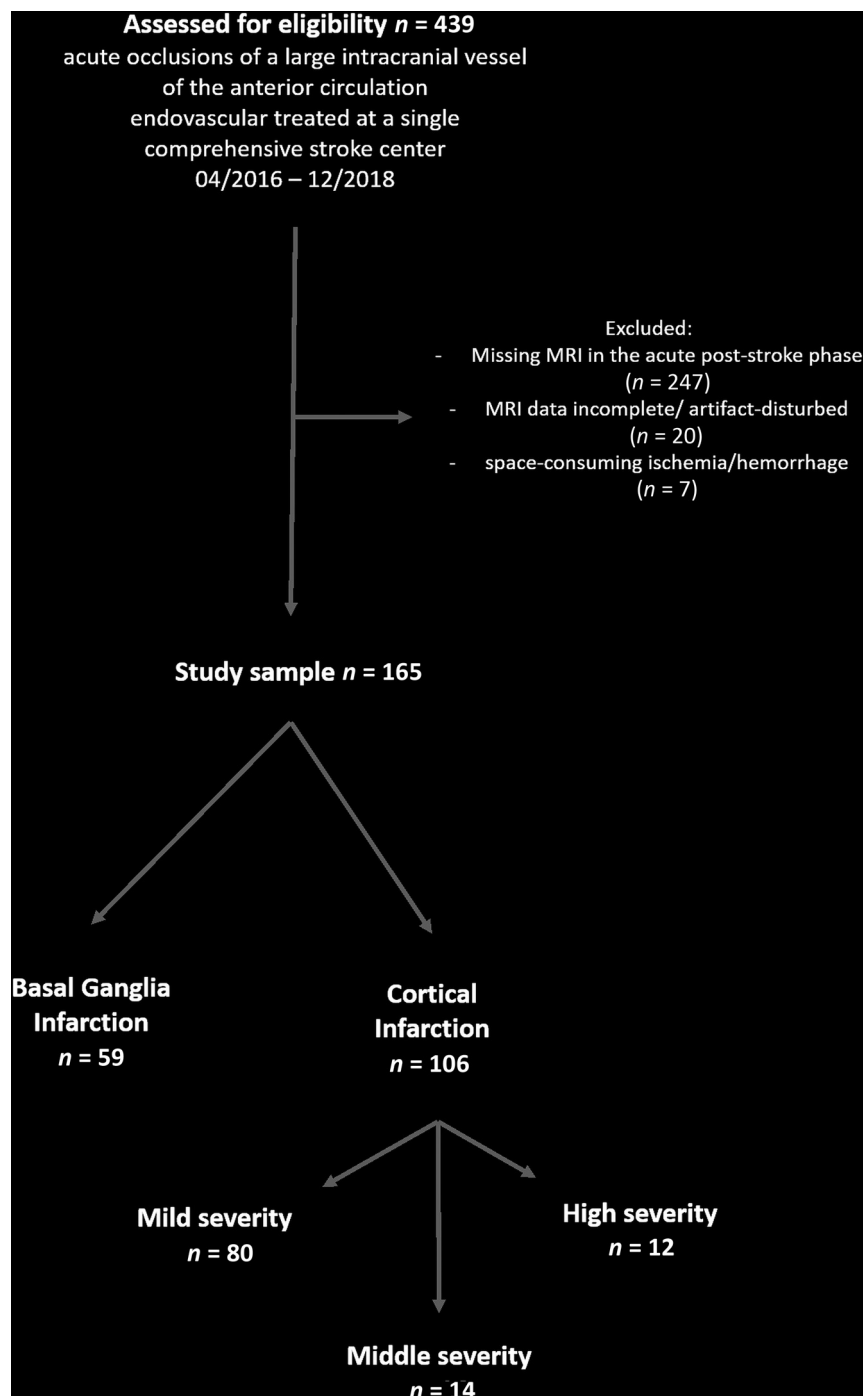 Assessed for eligibility n = 439
acute occlusions of a large intracranial vessel
of the anterior circulation
endovascular treated at a single
comprehensive stroke center
04/2016 – 12/2018
Excluded:
- Missing MRI in the acute post-stroke phase
(n = 247)
- MRI data incomplete/ artifact-disturbed
(n = 20)
- space-consuming ischemia/hemorrhage
(n = 7)
Study sample n = 165
Basal Ganglia
Infarction
n = 59
Cortical
Infarction
n = 106
Mild severity
n = 80
High severity
n = 12
Middle severity
n = 14